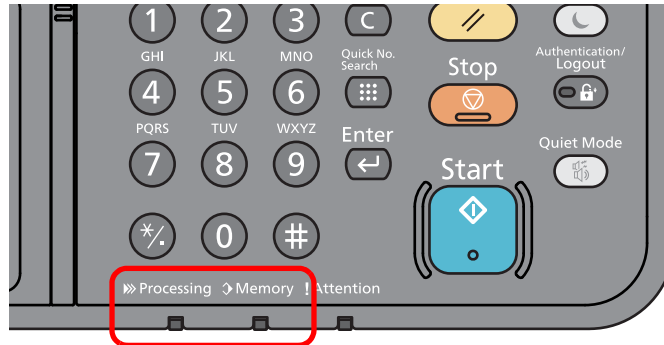 1 2 3 C
GHI JKL MNO Quick No.
Search
Stop
Authentication/
Logout
4 5 6
PQRS TUV WXYZ Enter
Quiet Mode
7 8 9
Start
*/. 0 #
Processing Memory ! Attention